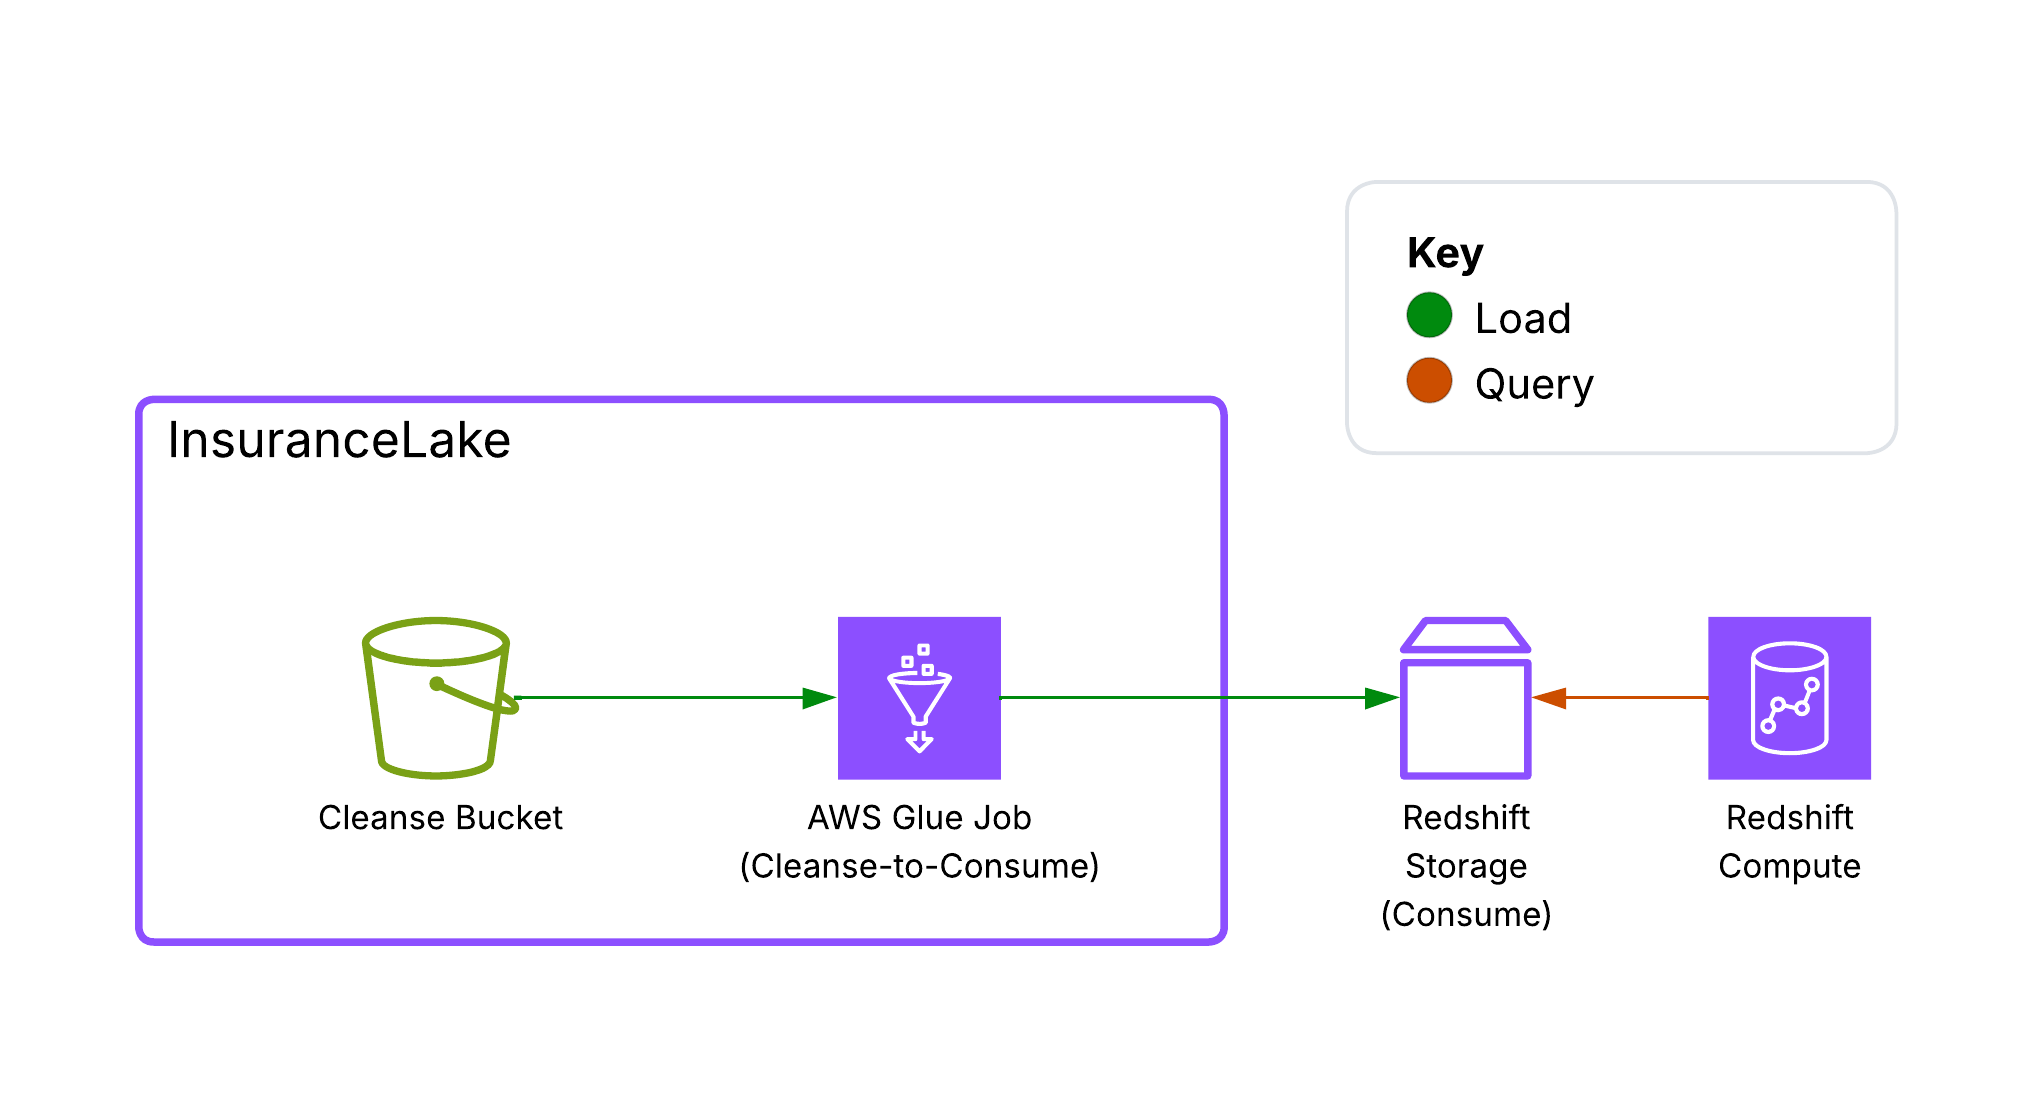 Key
Load
Query
InsuranceLake
Cleanse Bucket
AWS Glue Job
(Cleanse-to-Consume)
Redshift
Storage
(Consume)
Redshift
Compute